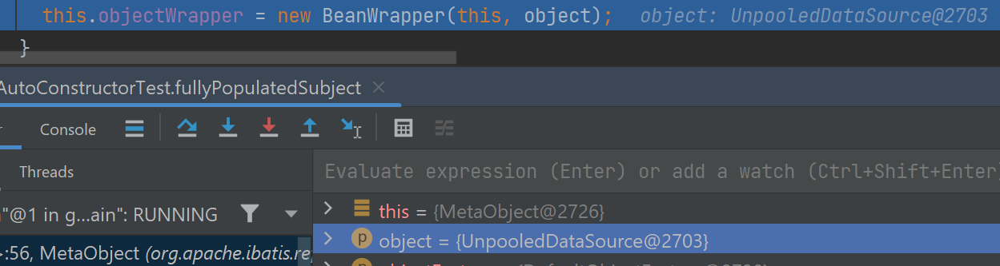 this.objectWrapper = new BeanWrapper(this, object); object: UnpooledDataSource@2703
}
AutoConstructorTest.fullyPopulatedSubject
Console
Threads
Evaluate expression (Enter) or add a watch (Ctrl+Shift+Enter)
"@1 in g...ain": RUNNING
this = {MetaObject@2726}
:56, MetaObject (org.apache.ibatis.re
p object = {UnpooledDataSource@2703}